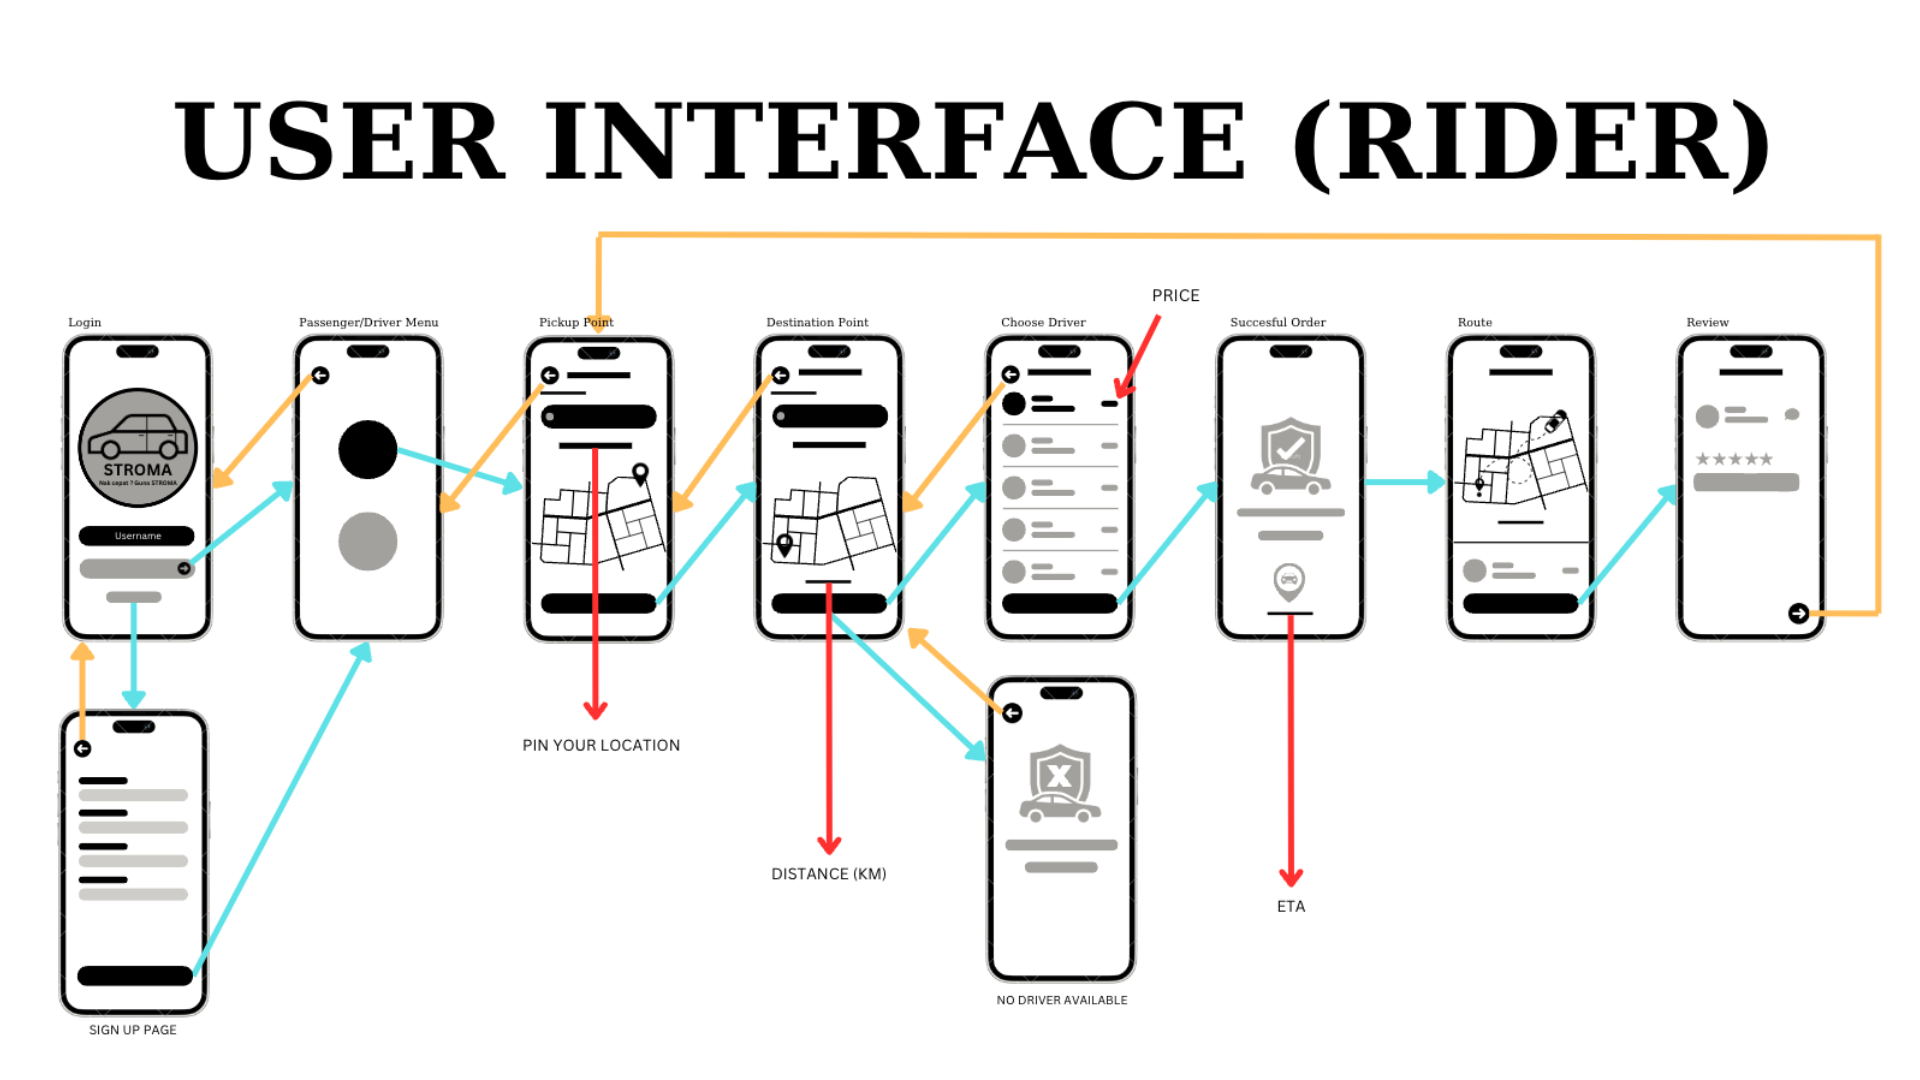 USER INTERFACE (RIDER)
PRICE
Login
Passenger/Driver Menu
Pickup Point
Destination Point
Choose Driver
Succesful Order
Route
Review
STROMA
Nak cepat ? Guna STROMA
Username
PIN YOUR LOCATION
DISTANCE (KM)
ETA
NO DRIVER AVAILABLE
SIGN UP PAGE